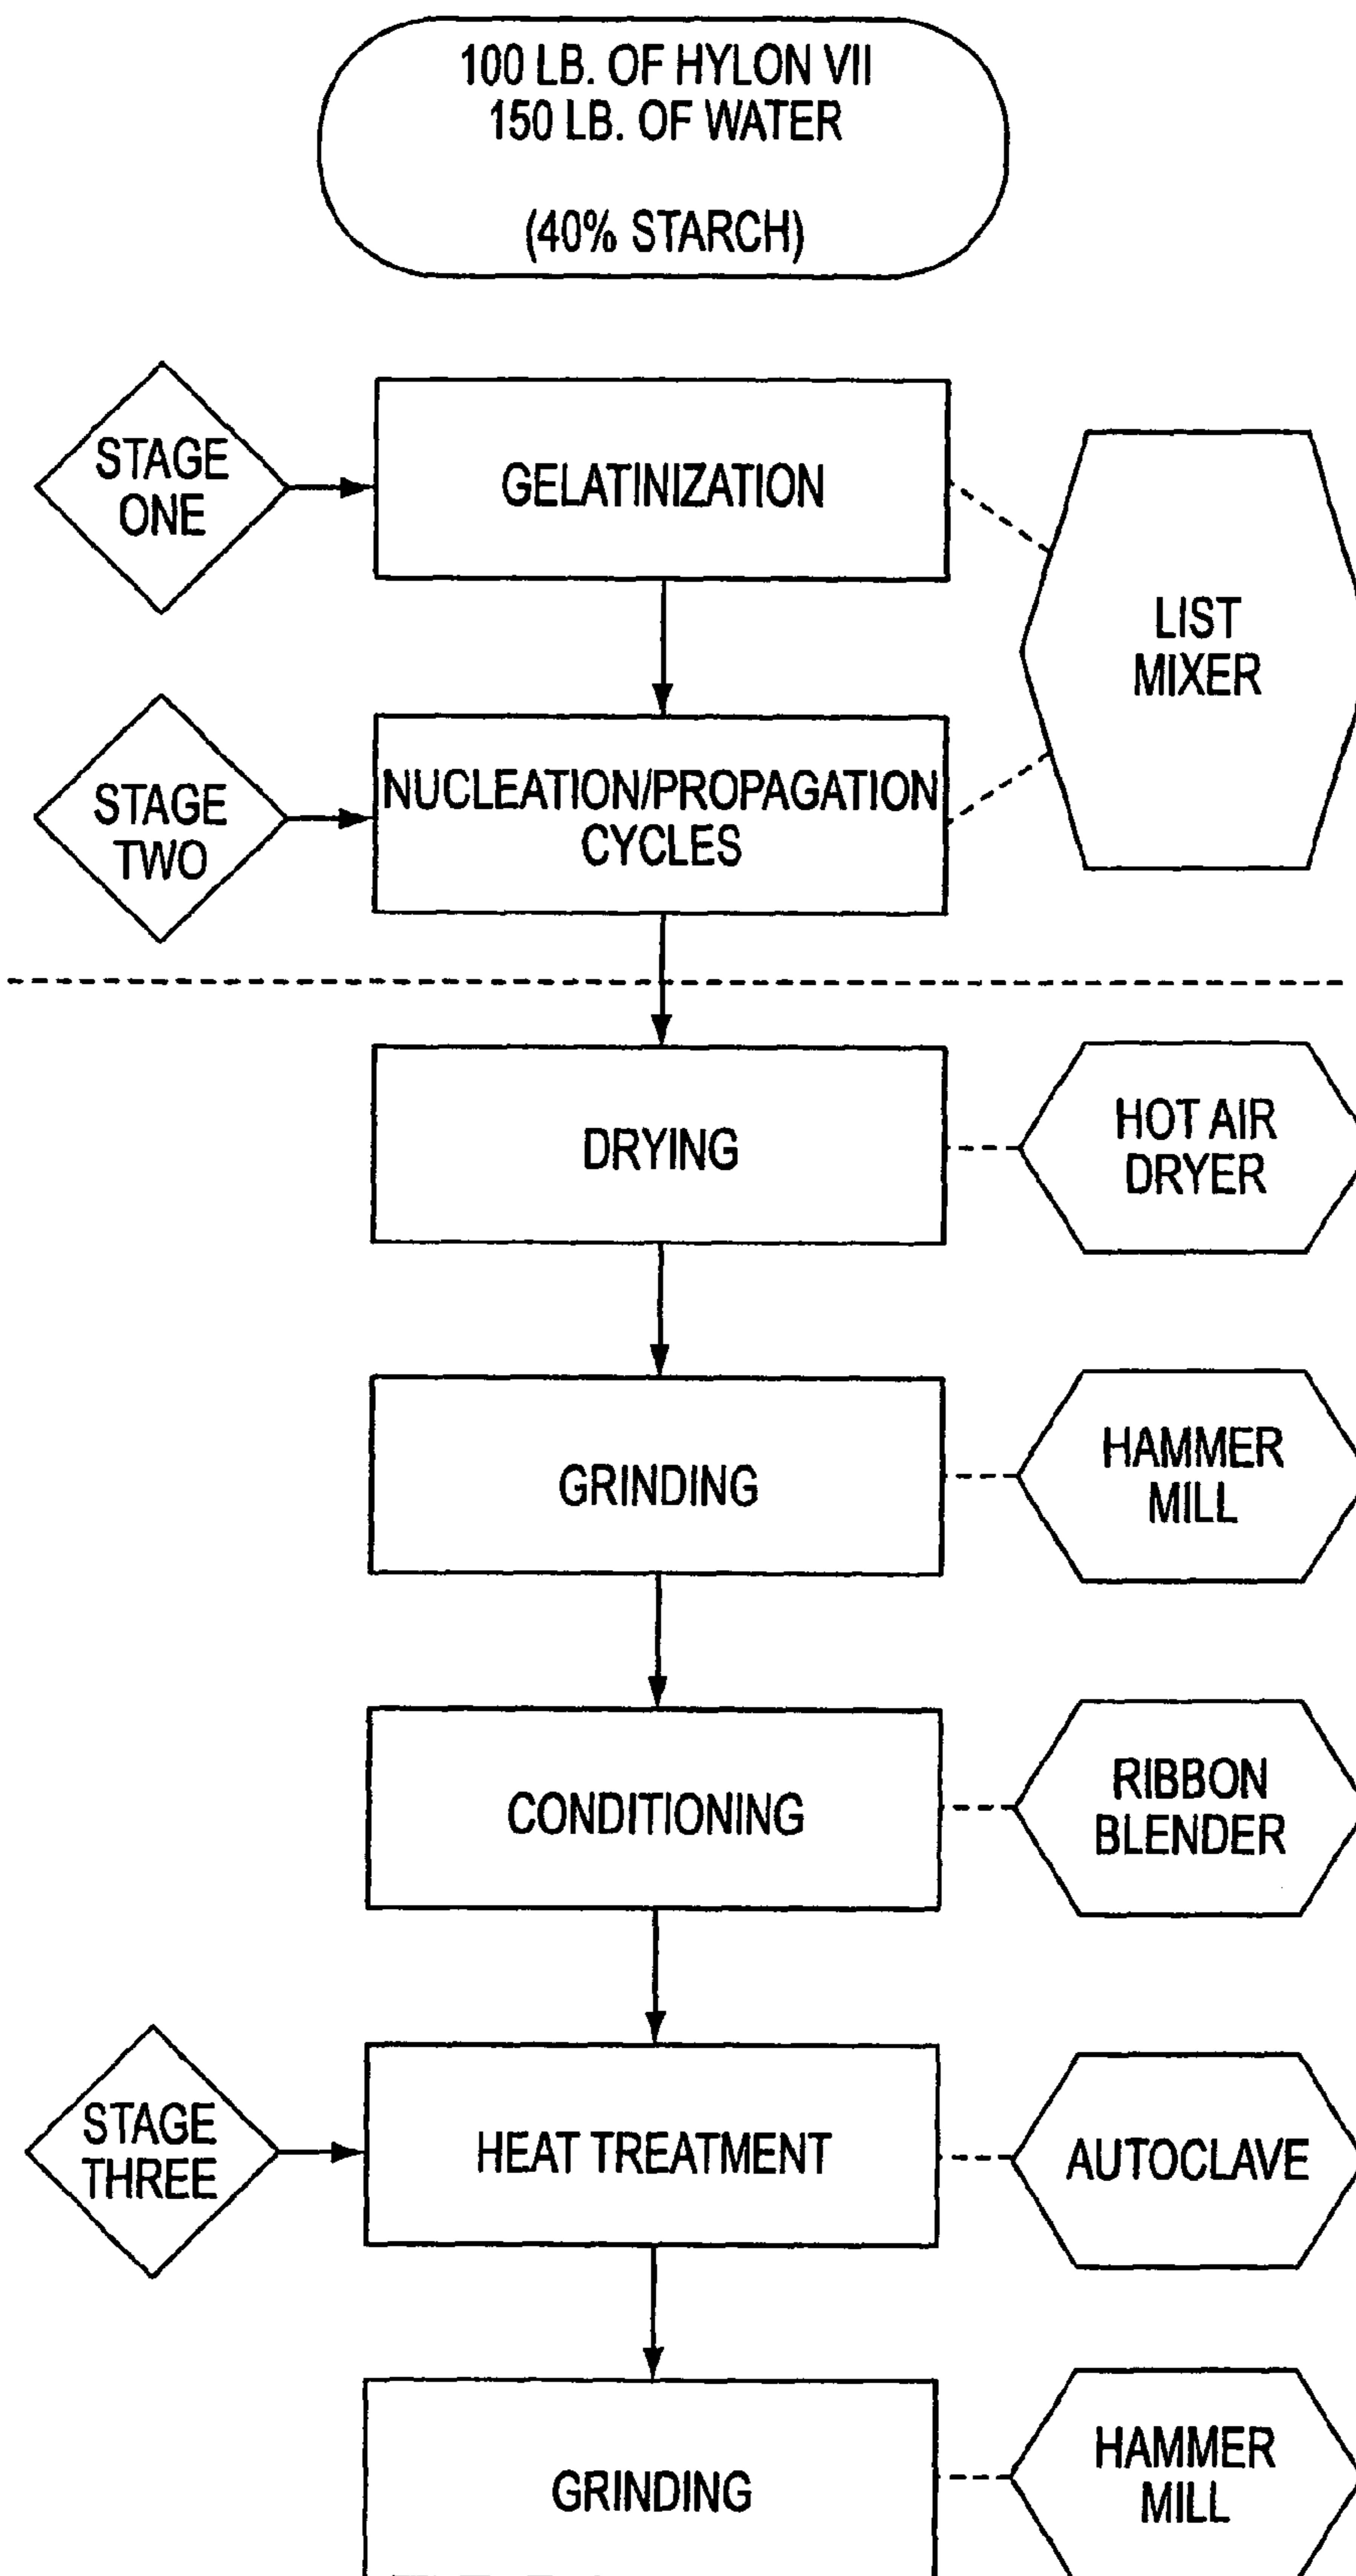 100 LB. OF HYLON VII
150 LB. OF WATER
(40% STARCH)
STAGE
ONE
GELATINIZATION
LIST
MIXER
STAGE
TWO
NUCLEATION/PROPAGATION
CYCLES
DRYING
HOT AIR
DRYER
GRINDING
HAMMER
MILL
CONDITIONING
RIBBON
BLENDER
STAGE
THREE
HEAT TREATMENT
AUTOCLAVE
GRINDING
HAMMER
MILL